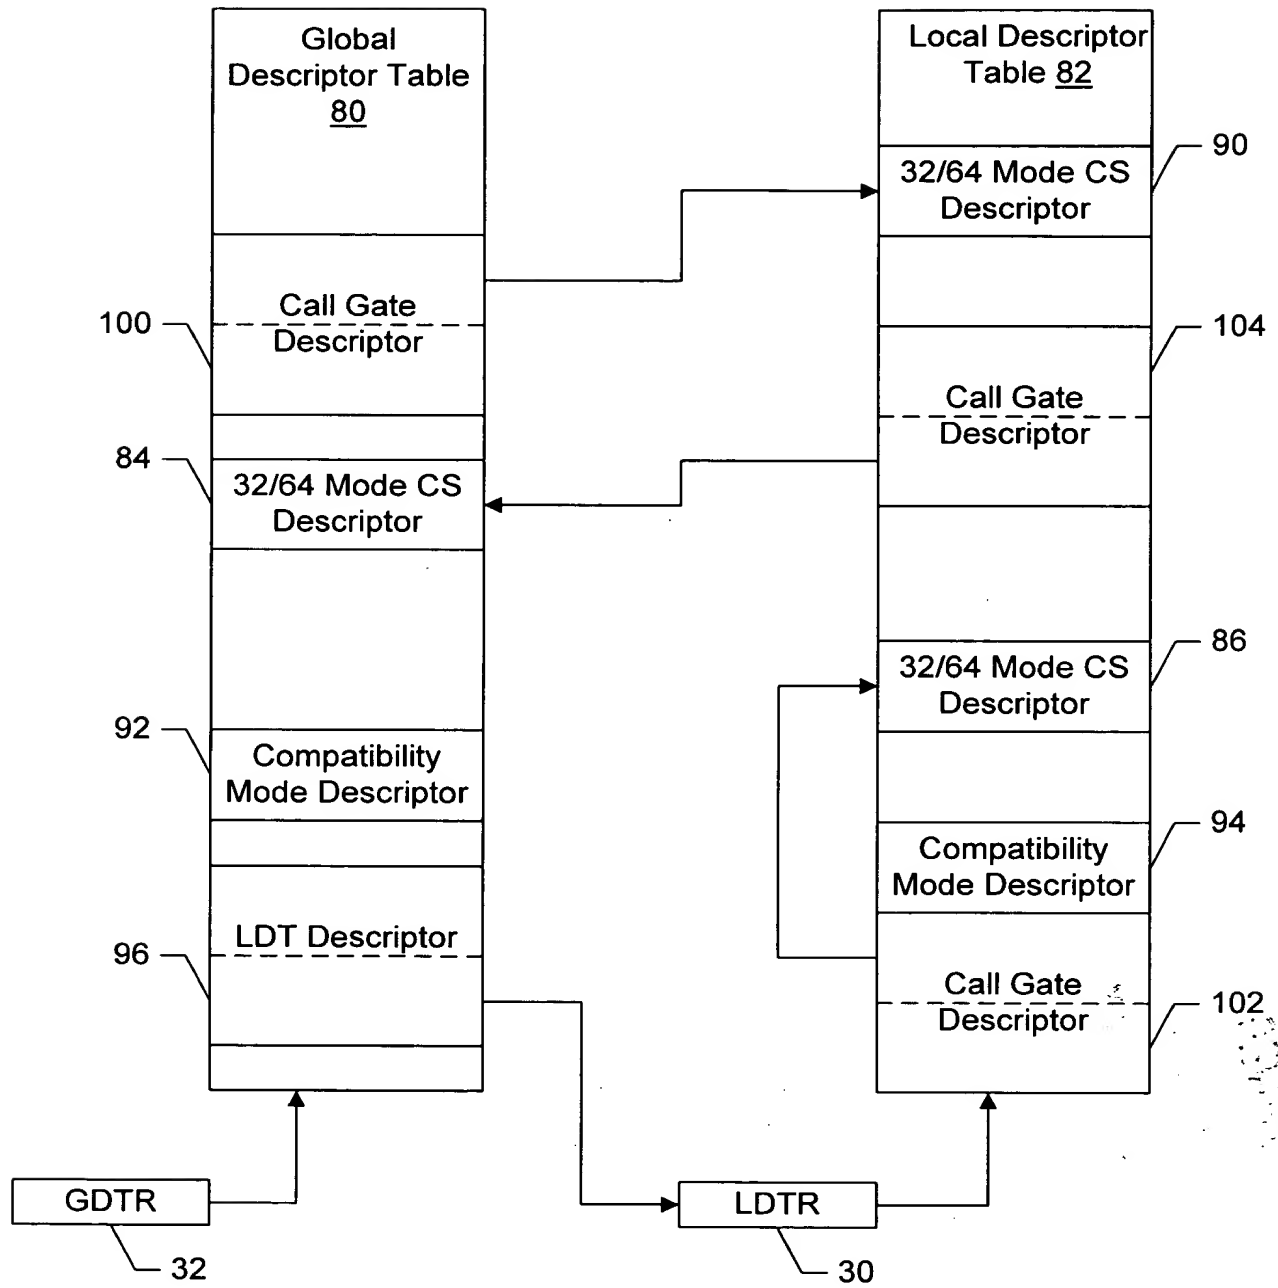 Global
Descriptor Table
80
100
Call Gate
Descriptor
84
32/64 Mode CS
Descriptor
92
Compatibility
Mode Descriptor
96
LDT Descriptor
GDTR
32
Local Descriptor
Table 82
90
32/64 Mode CS
Descriptor
104
Call Gate
Descriptor
86
32/64 Mode CS
Descriptor
94
Compatibility
Mode Descriptor
Call Gate
Descriptor
102
LDTR
30